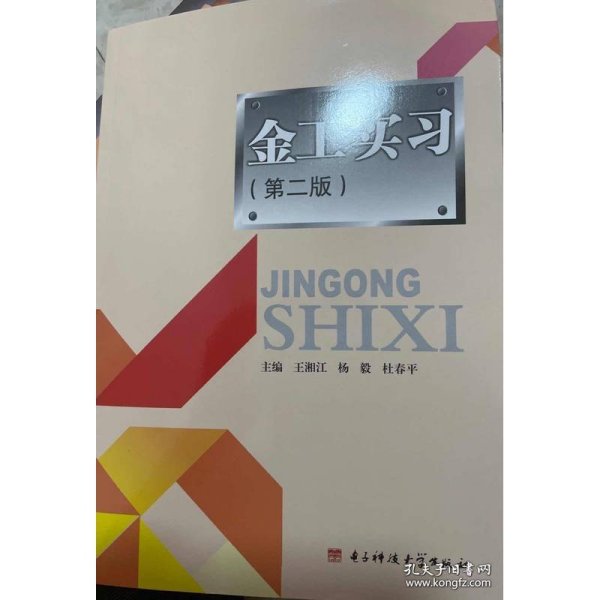 金工实习
(第二版)
JINGONG
SHIXI
主编 王湘江 杨 毅 杜春平
电子科技大学出版社
孔夫子旧书网
www.kongfz.com